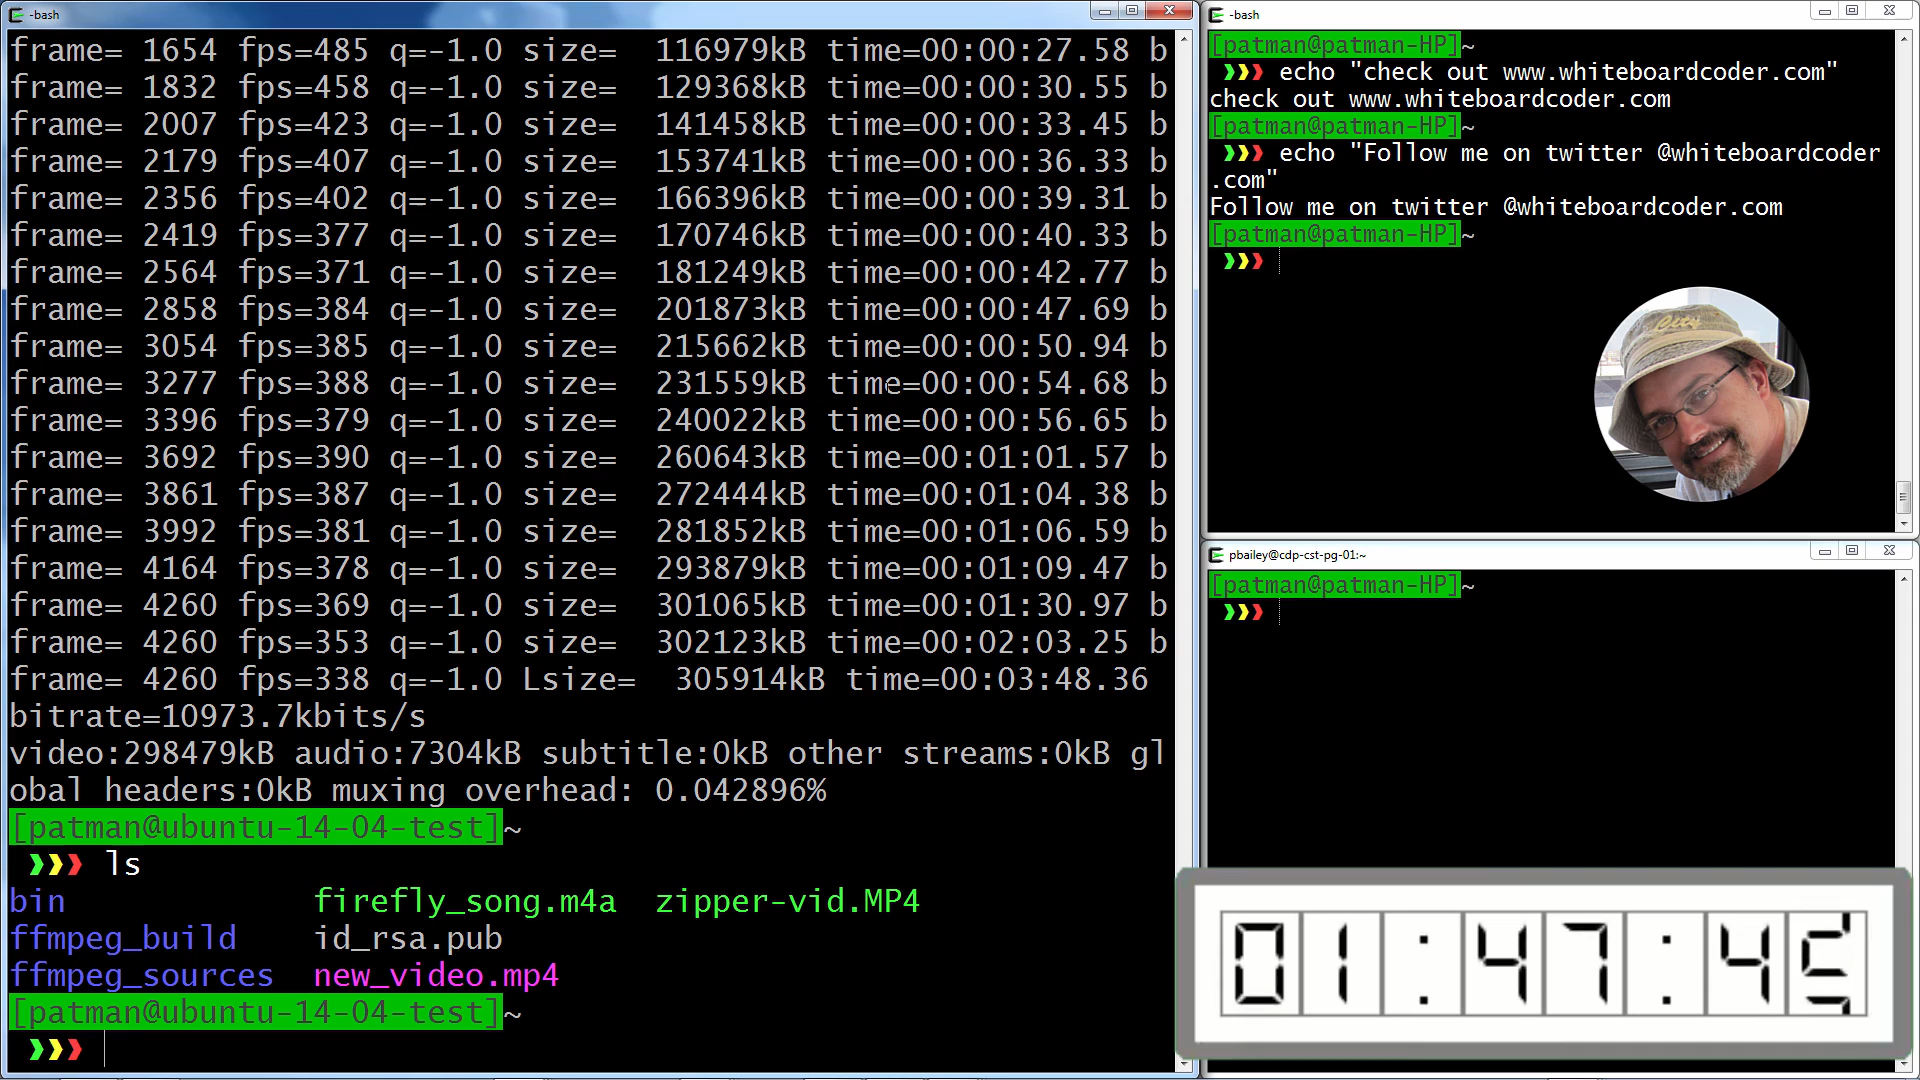 -bash
frame= 1654 fps=485 q=-1.0 size=   116979kB time=00:00:27.58 b
frame= 1832 fps=458 q=-1.0 size=   129368kB time=00:00:30.55 b
frame= 2007 fps=423 q=-1.0 size=   141458kB time=00:00:33.45 b
frame= 2179 fps=407 q=-1.0 size=   153741kB time=00:00:36.33 b
frame= 2356 fps=402 q=-1.0 size=   166396kB time=00:00:39.31 b
frame= 2419 fps=377 q=-1.0 size=   170746kB time=00:00:40.33 b
frame= 2564 fps=371 q=-1.0 size=   181249kB time=00:00:42.77 b
frame= 2858 fps=384 q=-1.0 size=   201873kB time=00:00:47.69 b
frame= 3054 fps=385 q=-1.0 size=   215662kB time=00:00:50.94 b
frame= 3277 fps=388 q=-1.0 size=   231559kB time=00:00:54.68 b
frame= 3396 fps=379 q=-1.0 size=   240022kB time=00:00:56.65 b
frame= 3692 fps=390 q=-1.0 size=   260643kB time=00:01:01.57 b
frame= 3861 fps=387 q=-1.0 size=   272444kB time=00:01:04.38 b
frame= 3992 fps=381 q=-1.0 size=   281852kB time=00:01:06.59 b
frame= 4164 fps=378 q=-1.0 size=   293879kB time=00:01:09.47 b
frame= 4260 fps=369 q=-1.0 size=   301065kB time=00:01:30.97 b
frame= 4260 fps=353 q=-1.0 size=   302123kB time=00:02:03.25 b
frame= 4260 fps=338 q=-1.0 Lsize=  305914kB time=00:03:48.36
bitrate=10973.7kbits/s
video:298479kB audio:7304kB subtitle:0kB other streams:0kB gl
obal headers:0kB muxing overhead: 0.042896%
[patman@ubuntu-14-04-test]~
❯❯❯ ls
bin             firefly_song.m4a  zipper-vid.MP4
ffmpeg_build    id_rsa.pub
ffmpeg_sources  new_video.mp4
[patman@ubuntu-14-04-test]~
❯❯❯
-bash
[patman@patman-HP]~
❯❯❯ echo "check out www.whiteboardcoder.com"
check out www.whiteboardcoder.com
[patman@patman-HP]~
❯❯❯ echo "Follow me on twitter @whiteboardcoder
.com"
Follow me on twitter @whiteboardcoder.com
[patman@patman-HP]~
❯❯❯
City
pbailey@cdp-cst-pg-01:~
[patman@patman-HP]~
❯❯❯
01:47:4